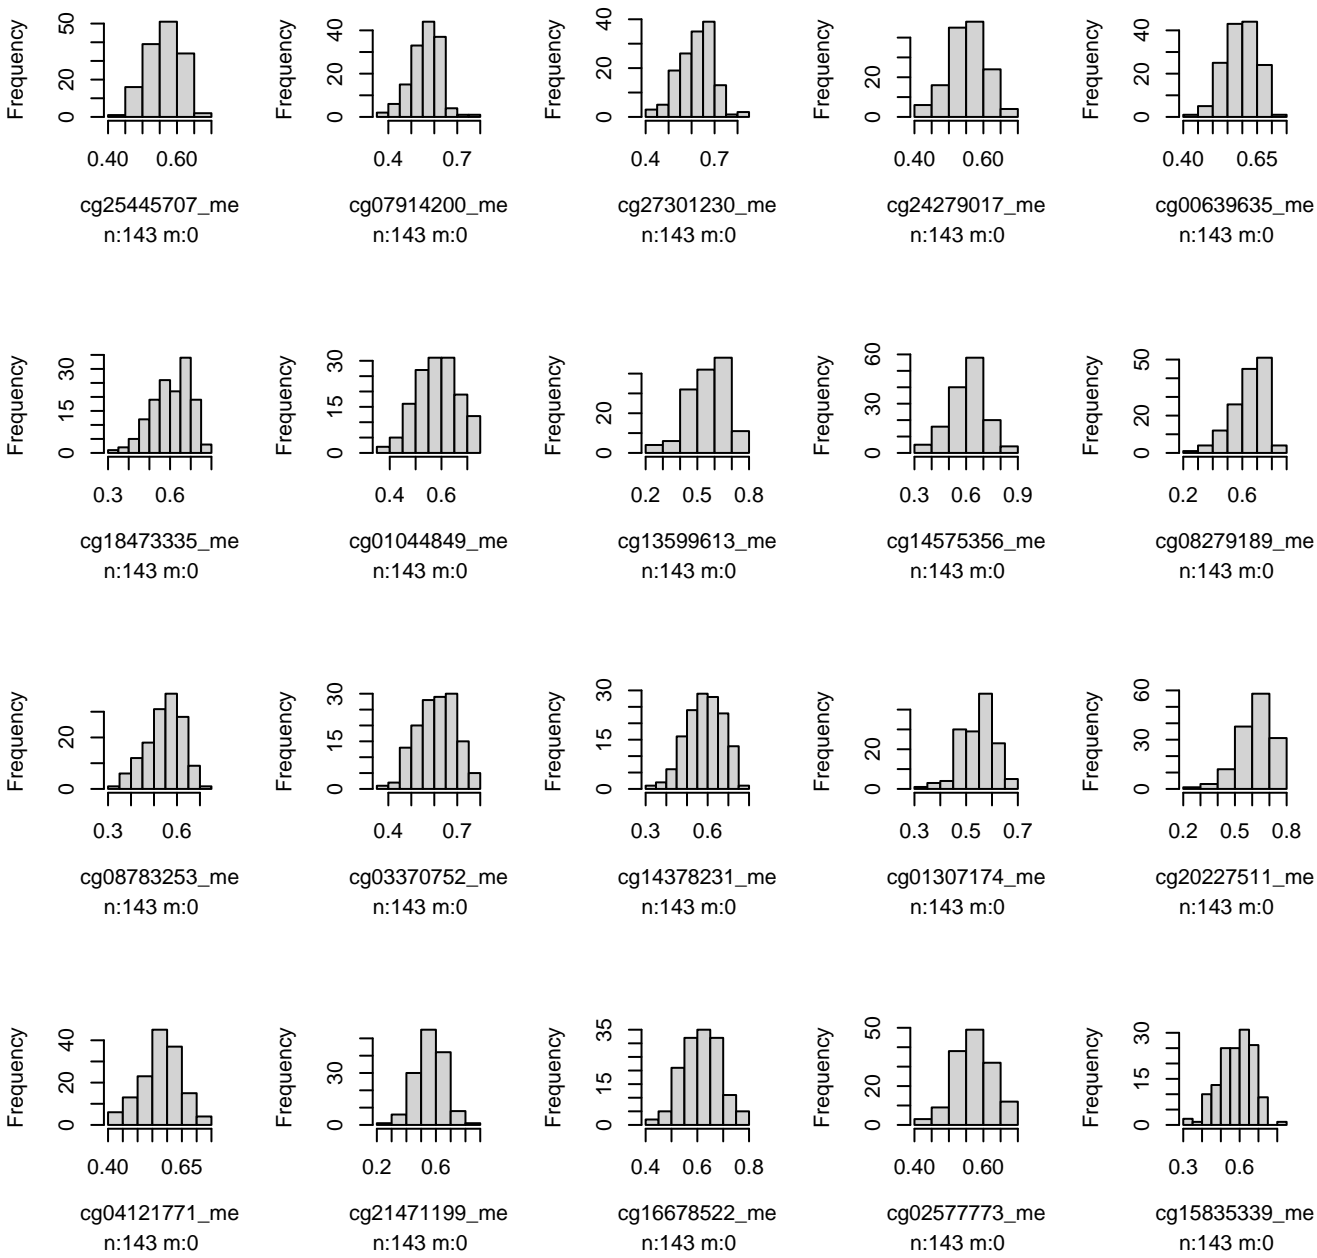 Frequency
0 20 50
0.40 0.60
cg25445707_me
n:143 m:0
Frequency
0 20 40
0.4 0.7
cg07914200_me
n:143 m:0
Frequency
0 20 40
0.4 0.7
cg27301230_me
n:143 m:0
Frequency
0 20
0.40 0.60
cg24279017_me
n:143 m:0
Frequency
0 20 40
0.40 0.65
cg00639635_me
n:143 m:0
Frequency
0 15 30
0.3 0.6
cg18473335_me
n:143 m:0
Frequency
0 15 30
0.4 0.6
cg01044849_me
n:143 m:0
Frequency
0 20
0.2 0.5 0.8
cg13599613_me
n:143 m:0
Frequency
0 30 60
0.3 0.6 0.9
cg14575356_me
n:143 m:0
Frequency
0 20 50
0.2 0.6
cg08279189_me
n:143 m:0
Frequency
0 20
0.3 0.6
cg08783253_me
n:143 m:0
Frequency
0 15 30
0.4 0.7
cg03370752_me
n:143 m:0
Frequency
0 15 30
0.3 0.6
cg14378231_me
n:143 m:0
Frequency
0 20
0.3 0.5 0.7
cg01307174_me
n:143 m:0
Frequency
0 30 60
0.2 0.5 0.8
cg20227511_me
n:143 m:0
Frequency
0 20 40
0.40 0.65
cg04121771_me
n:143 m:0
Frequency
0 30
0.2 0.6
cg21471199_me
n:143 m:0
Frequency
0 15 35
0.4 0.6 0.8
cg16678522_me
n:143 m:0
Frequency
0 20 50
0.40 0.60
cg02577773_me
n:143 m:0
Frequency
0 15 30
0.3 0.6
cg15835339_me
n:143 m:0